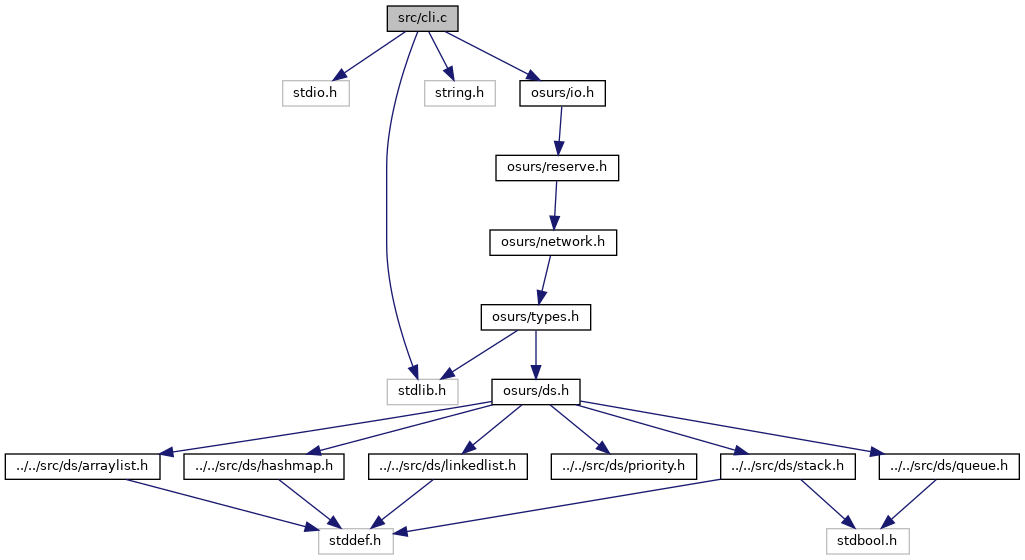 src/cli.c
stdio.h
string.h
osurs/io.h
osurs/reserve.h
osurs/network.h
osurs/types.h
stdlib.h
osurs/ds.h
../../src/ds/arraylist.h
../../src/ds/hashmap.h
../../src/ds/linkedlist.h
../../src/ds/priority.h
../../src/ds/stack.h
../../src/ds/queue.h
stddef.h
stdbool.h